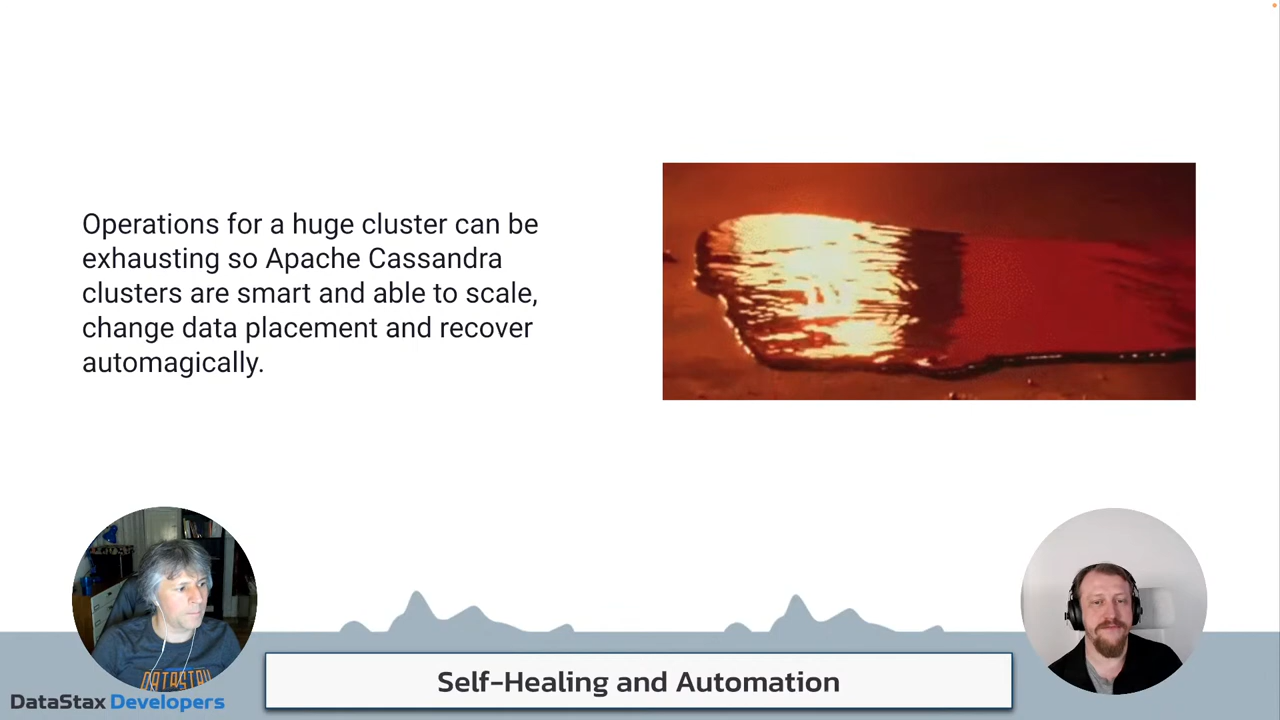 Operations for a huge cluster can be
exhausting so Apache Cassandra
clusters are smart and able to scale,
change data placement and recover
automagically.
DATASTAX
Self-Healing and Automation
DataStax Developers